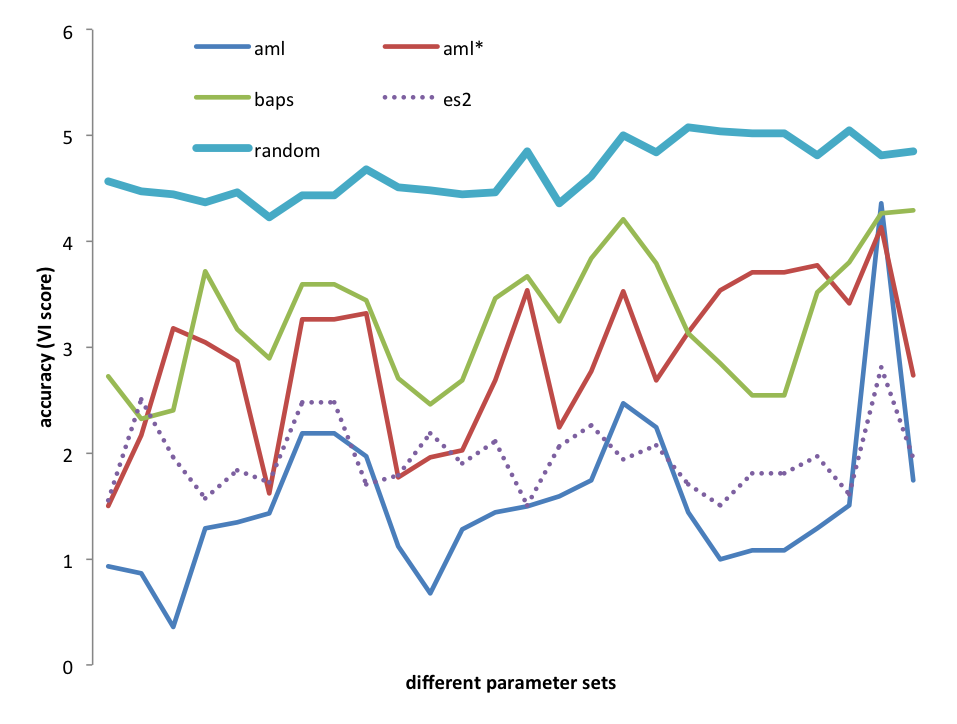 6
aml
aml*
baps
es2
5
random
4
accuracy (VI score)
3
2
1
0
different parameter sets